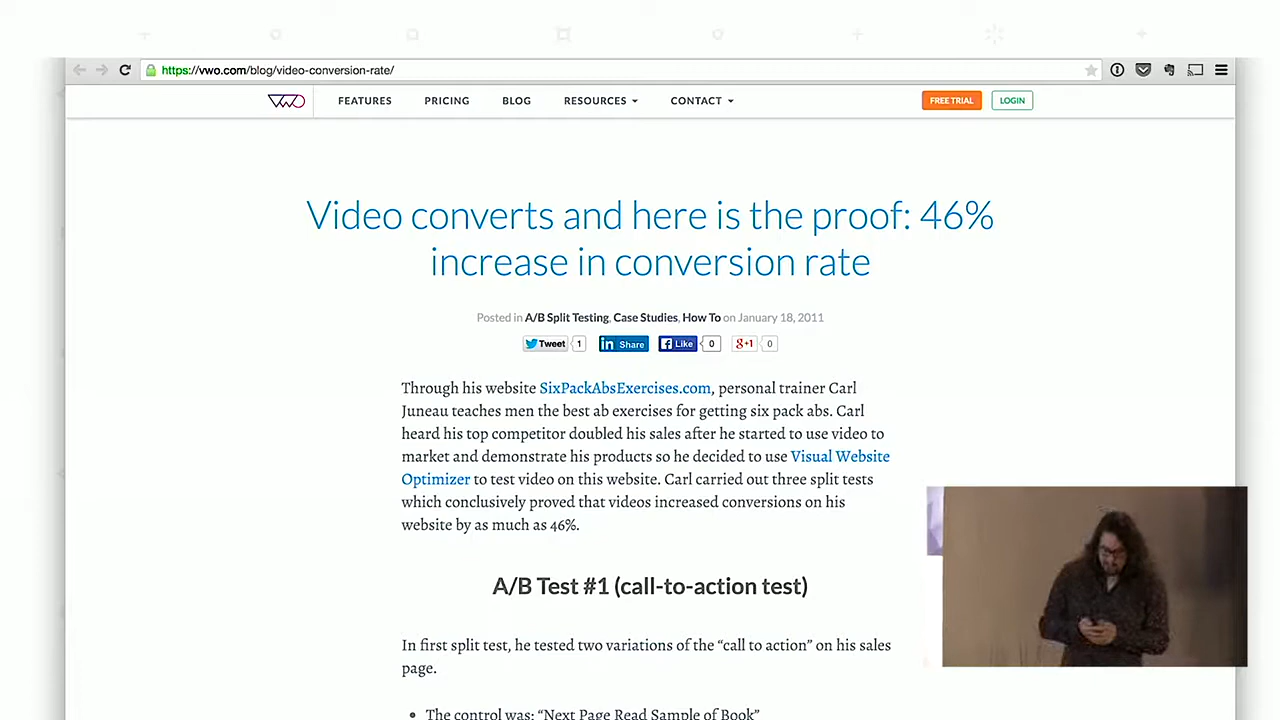 https://vwo.com/blog/video-conversion-rate/
VWO FEATURES PRICING BLOG RESOURCES CONTACT FREE TRIAL LOGIN
Video converts and here is the proof: 46%
increase in conversion rate
Posted in A/B Split Testing, Case Studies, How To on January 18, 2011
Tweet 1 in Share Like 0 g+1 0
Through his website SixPackAbsExercises.com, personal trainer Carl
Juneau teaches men the best ab exercises for getting six pack abs. Carl
heard his top competitor doubled his sales after he started to use video to
market and demonstrate his products so he decided to use Visual Website
Optimizer to test video on this website. Carl carried out three split tests
which conclusively proved that videos increased conversions on his
website by as much as 46%.
A/B Test #1 (call-to-action test)
In first split test, he tested two variations of the “call to action” on his sales
page.
• The control was: “Next Page Read Sample of Book”